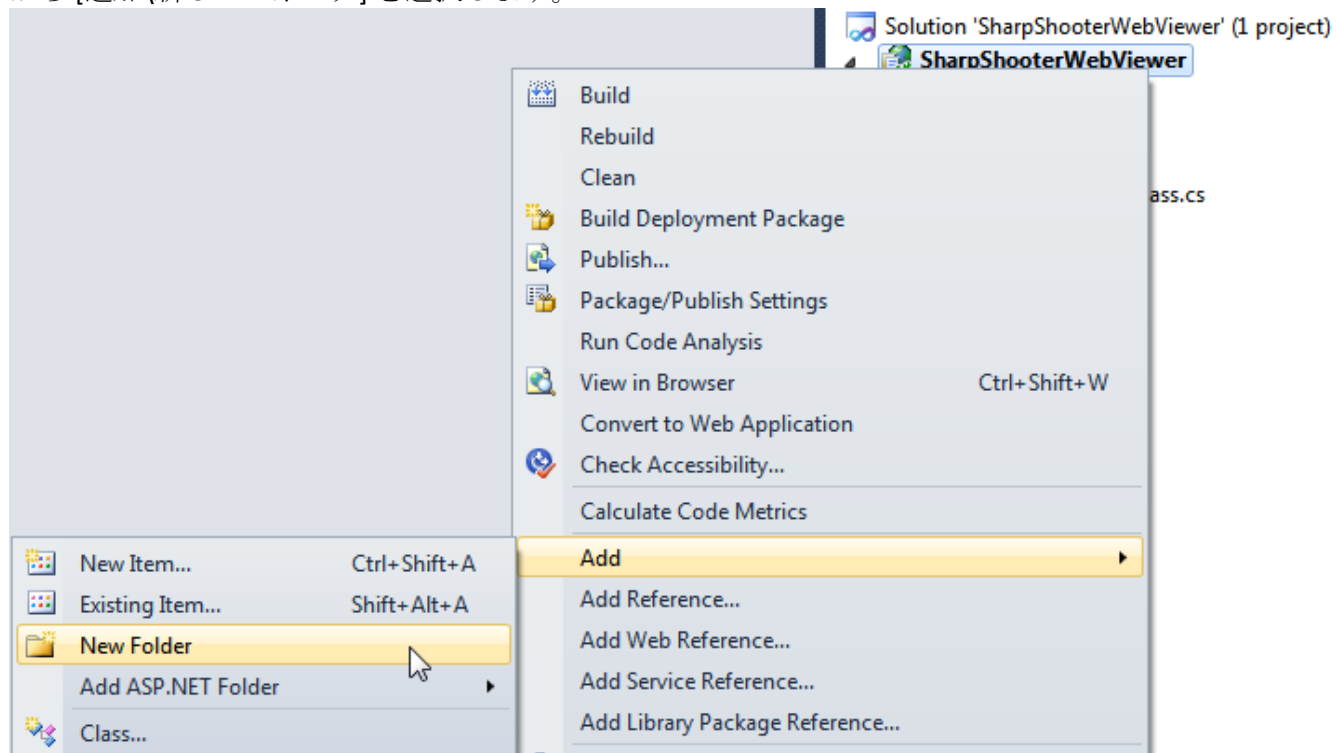 Solution 'SharpShooterWebViewer' (1 project)
SharpShooterWebViewer
Build
Rebuild
Clean
ass.cs
Build Deployment Package
Publish...
Package/Publish Settings
Run Code Analysis
View in Browser Ctrl+Shift+W
Convert to Web Application
Check Accessibility...
Calculate Code Metrics
Add
New Item... Ctrl+Shift+A
Existing Item... Shift+Alt+A
New Folder
Add ASP.NET Folder
Class...
Add Reference...
Add Web Reference...
Add Service Reference...
Add Library Package Reference...